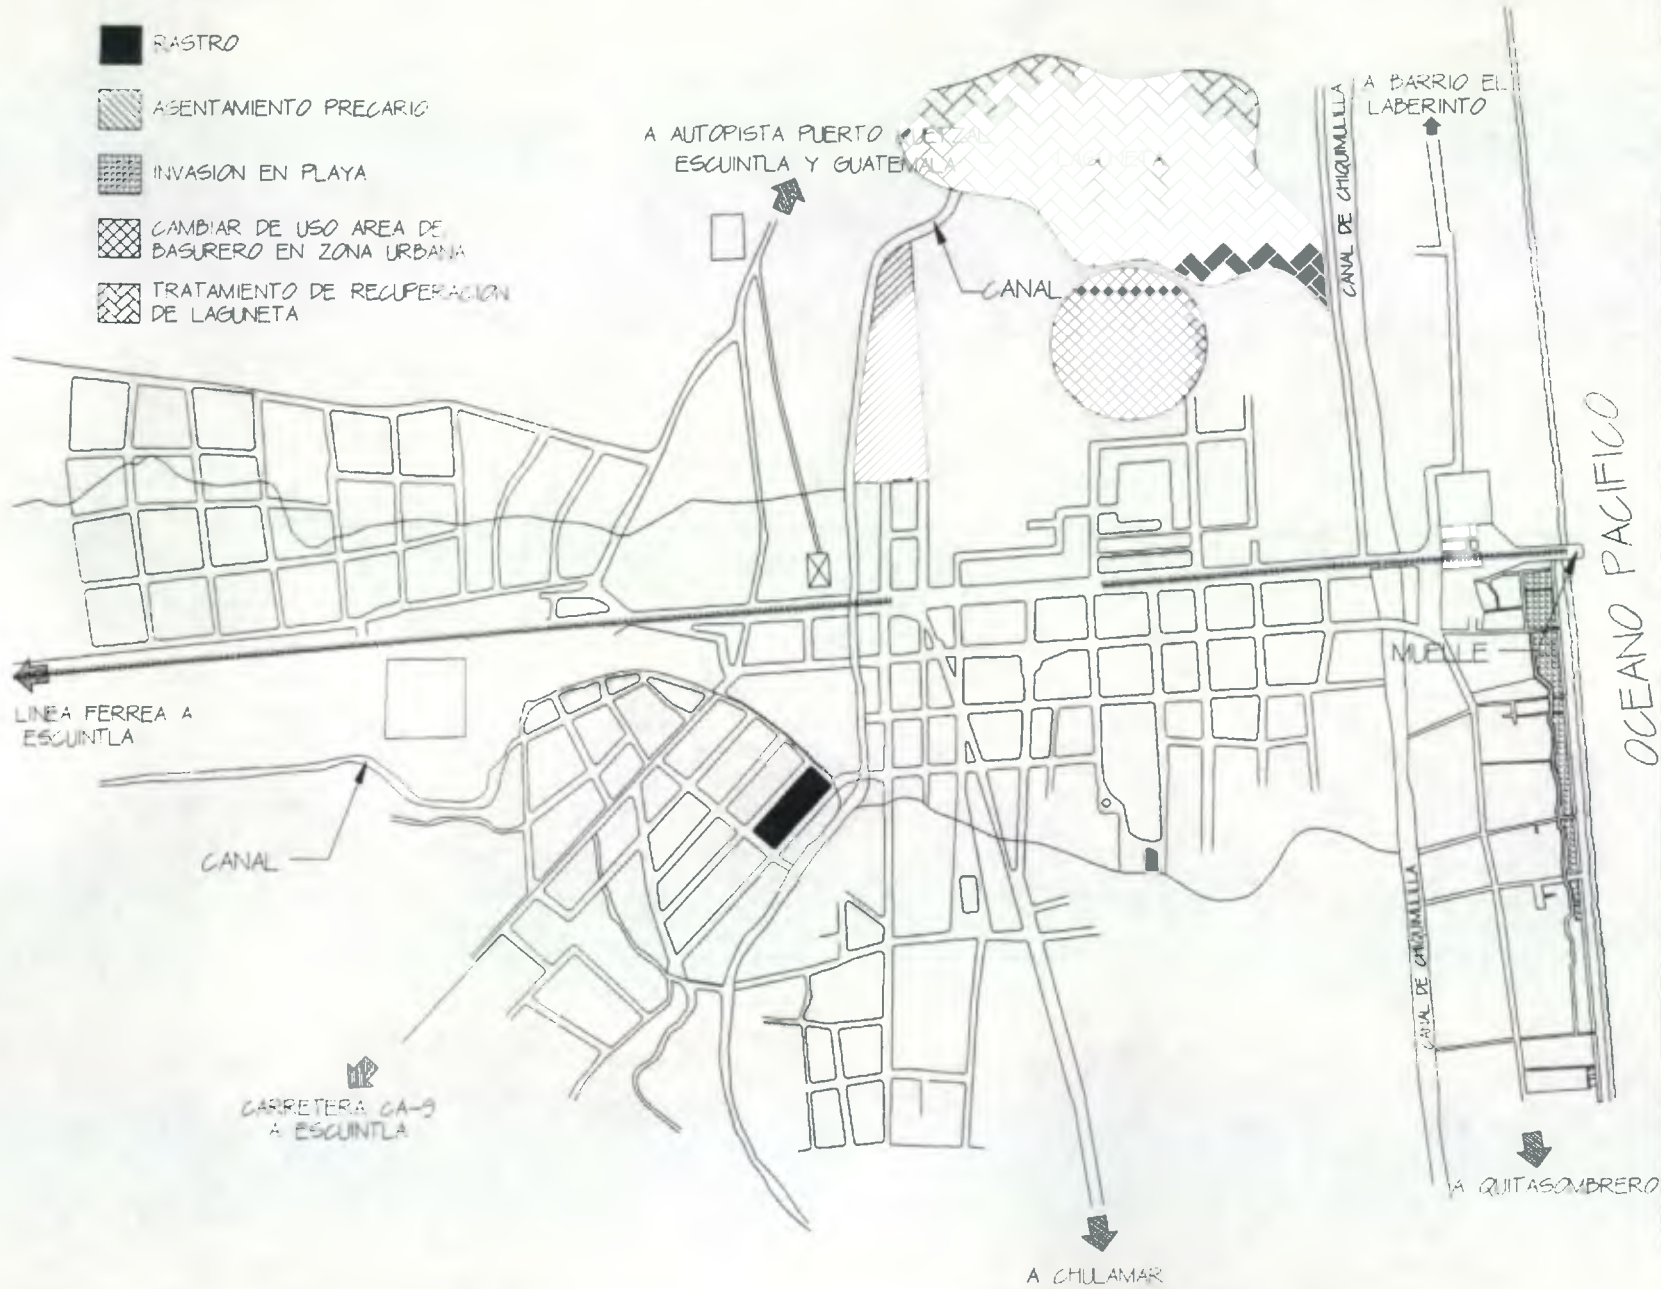 RASTRO
ASENTAMIENTO PRECARIO
INVASION EN PLAYA
CAMBIAR DE USO AREA DE
BASURERO EN ZONA URBANA
TRATAMIENTO DE RECUPERACION
DE LAGUNETA
A AUTOPISTA PUERTO QUETZAL
ESCUINTLA Y GUATEMALA
LAGUNETA
CANAL DE CHIQUIMULILLA
A BARRIO EL
LABERINTO
CANAL
OCEANO PACIFICO
MUELLE
LINEA FERREA A
ESCUINTLA
CANAL
CANAL DE CHIQUIMULILLA
CARRETERA CA-9
A ESCUINTLA
A QUITASOMBRERO
A CHULAMAR